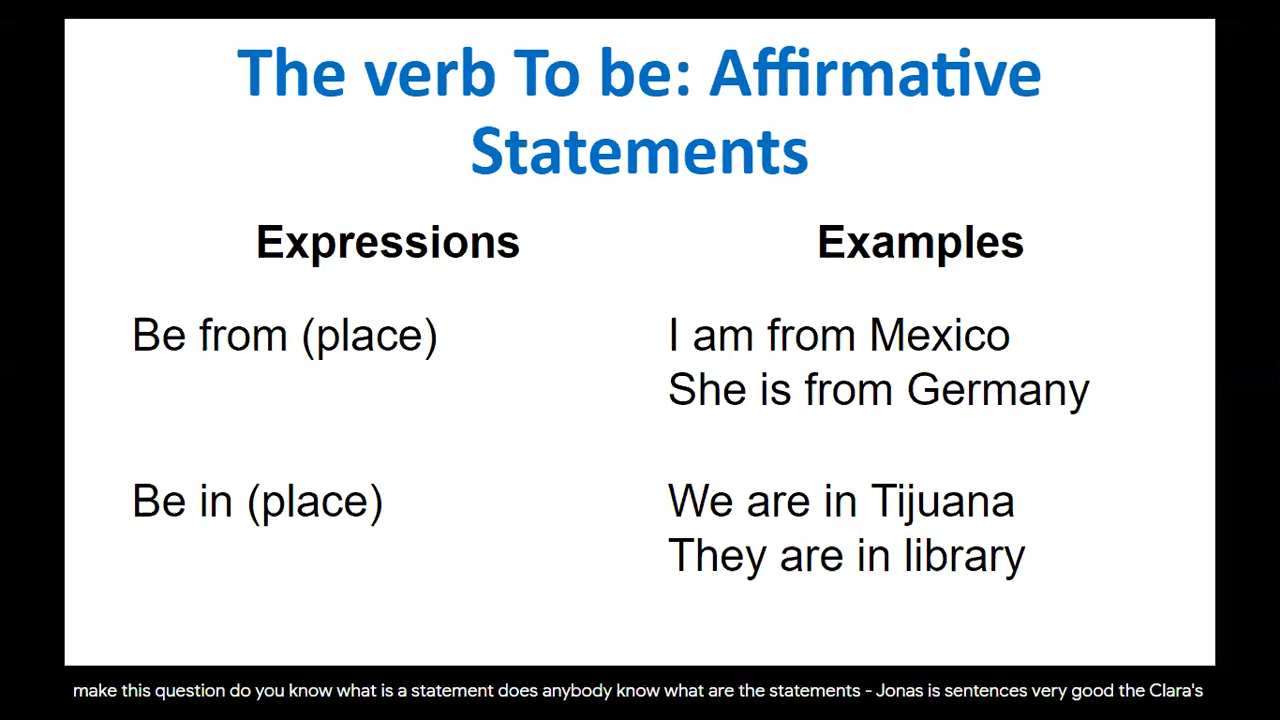 The verb To be: Affirmative
Statements
Expressions
Examples
Be from (place)
I am from Mexico
She is from Germany
Be in (place)
We are in Tijuana
They are in library
make this question do you know what is a statement does anybody know what are the statements - Jonas is sentences very good the Clara's